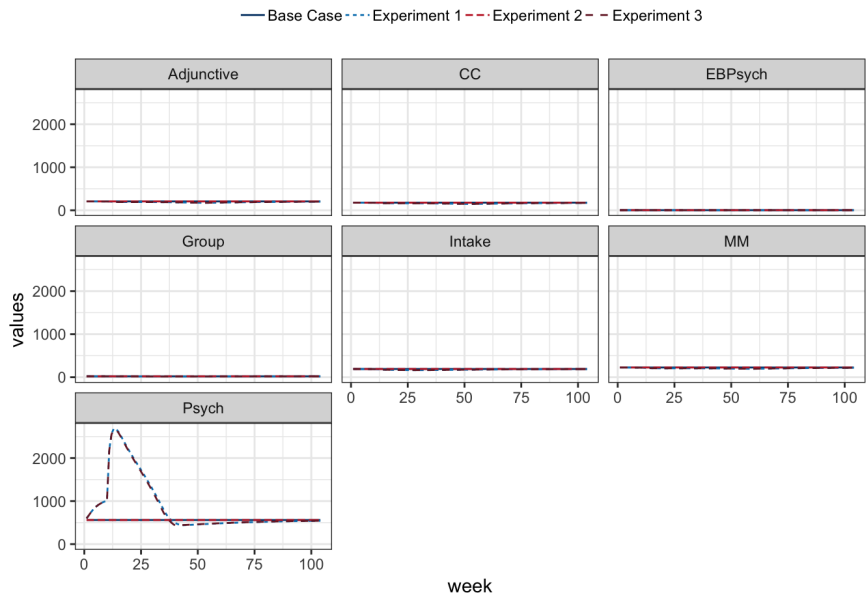 Base Case Experiment 1 Experiment 2 Experiment 3
Adjunctive CC EBPsych
2000
1000
0
Group Intake MM
2000
1000
0
0 25 50 75 100 0 25 50 75 100
Psych
2000
1000
0
0 25 50 75 100
values
week